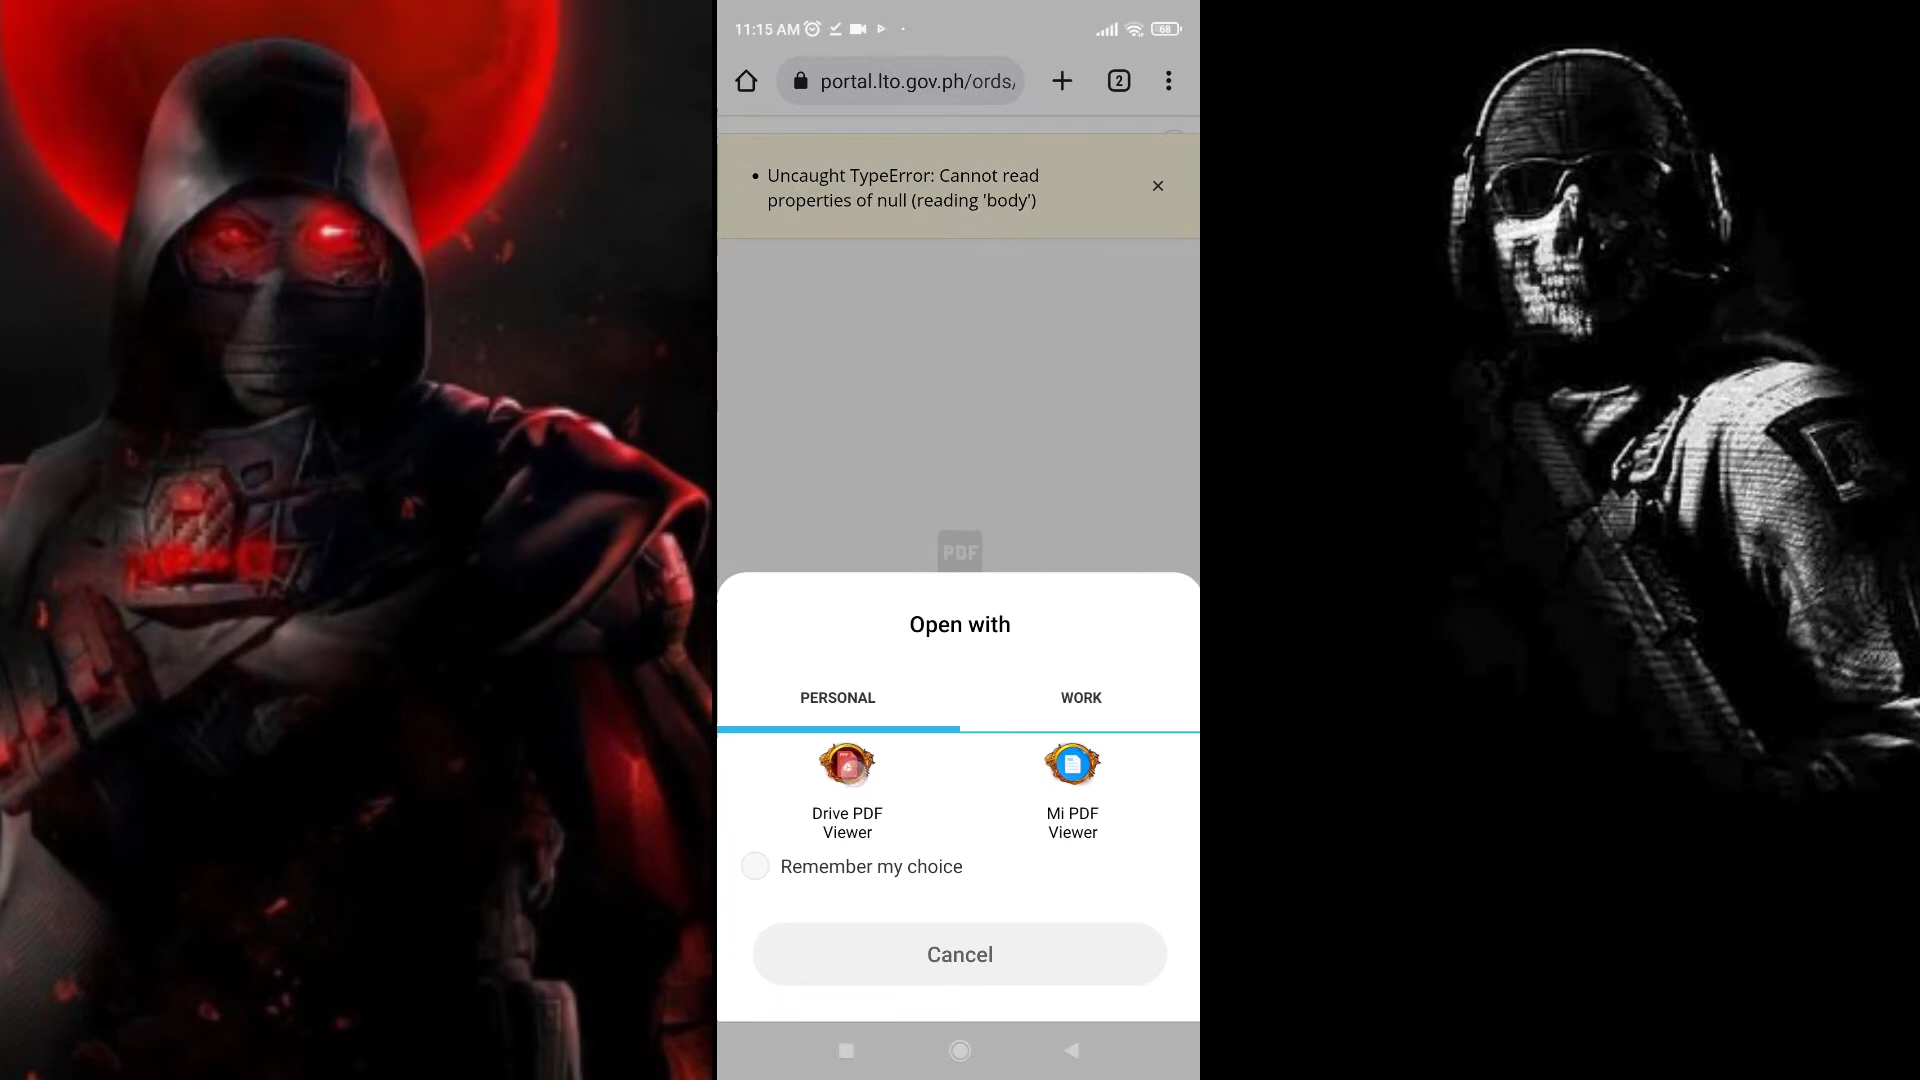 11:15 AM
68
portal.lto.gov.ph/ords/
2
• Uncaught TypeError: Cannot read
properties of null (reading 'body')
PDF
Open with
PERSONAL
WORK
Drive PDF
Viewer
Mi PDF
Viewer
Remember my choice
Cancel